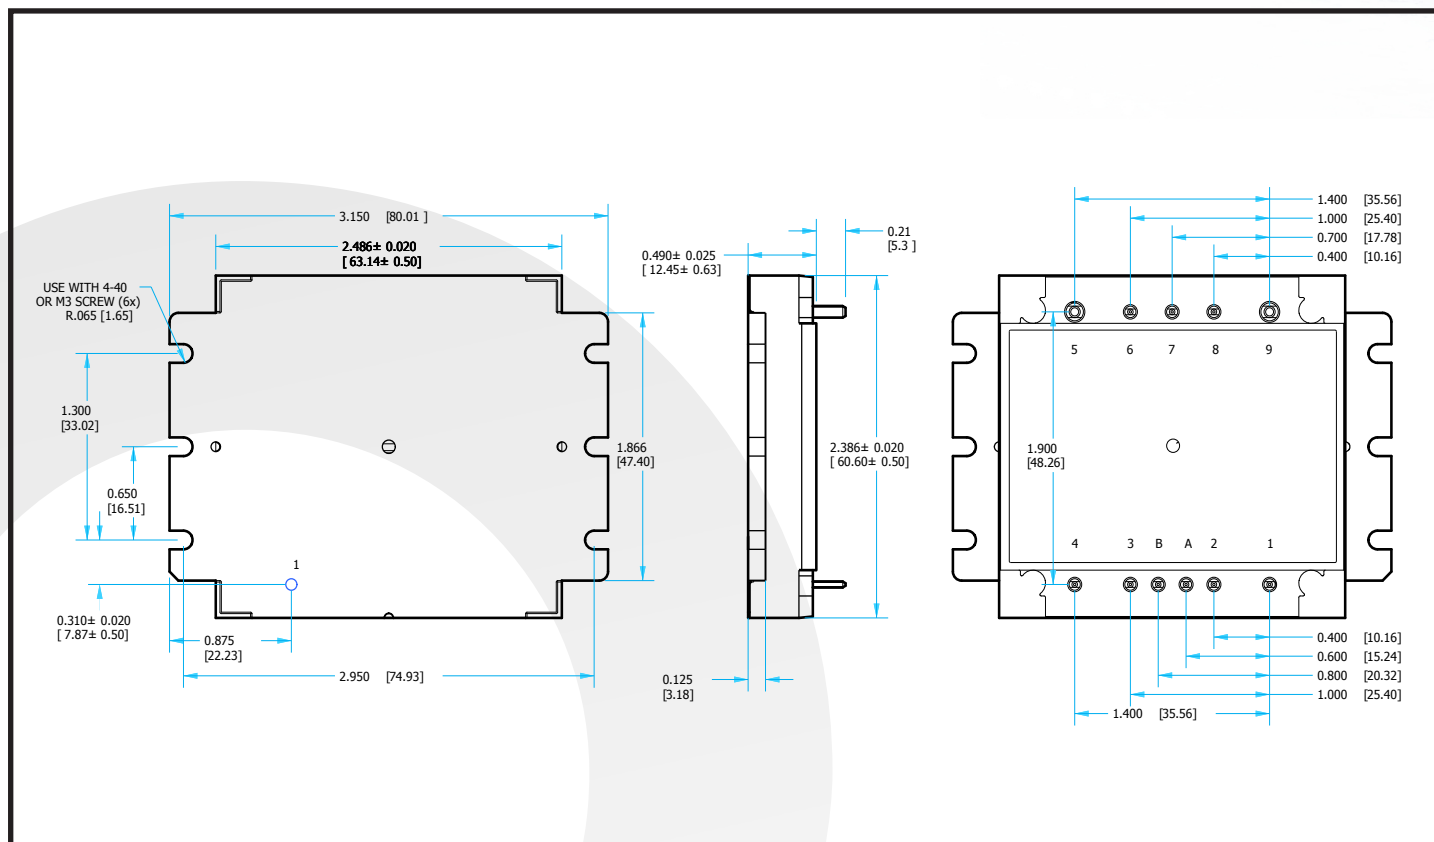 3.150 [80.01 ]
2.486± 0.020
[ 63.14± 0.50]
USE WITH 4-40
OR M3 SCREW (6x)
R.065 [1.65]
1.300
[33.02]
0.650
[16.51]
1.866
[47.40]
1
0.310± 0.020
[ 7.87± 0.50]
0.875
[22.23]
2.950 [74.93]
0.490± 0.025
[ 12.45± 0.63]
0.21
[5.3 ]
2.386± 0.020
[ 60.60± 0.50]
0.125
[3.18]
1.400 [35.56]
1.000 [25.40]
0.700 [17.78]
0.400 [10.16]
5 6 7 8 9
1.900
[48.26]
4 3 B A 2 1
0.400 [10.16]
0.600 [15.24]
0.800 [20.32]
1.000 [25.40]
1.400 [35.56]